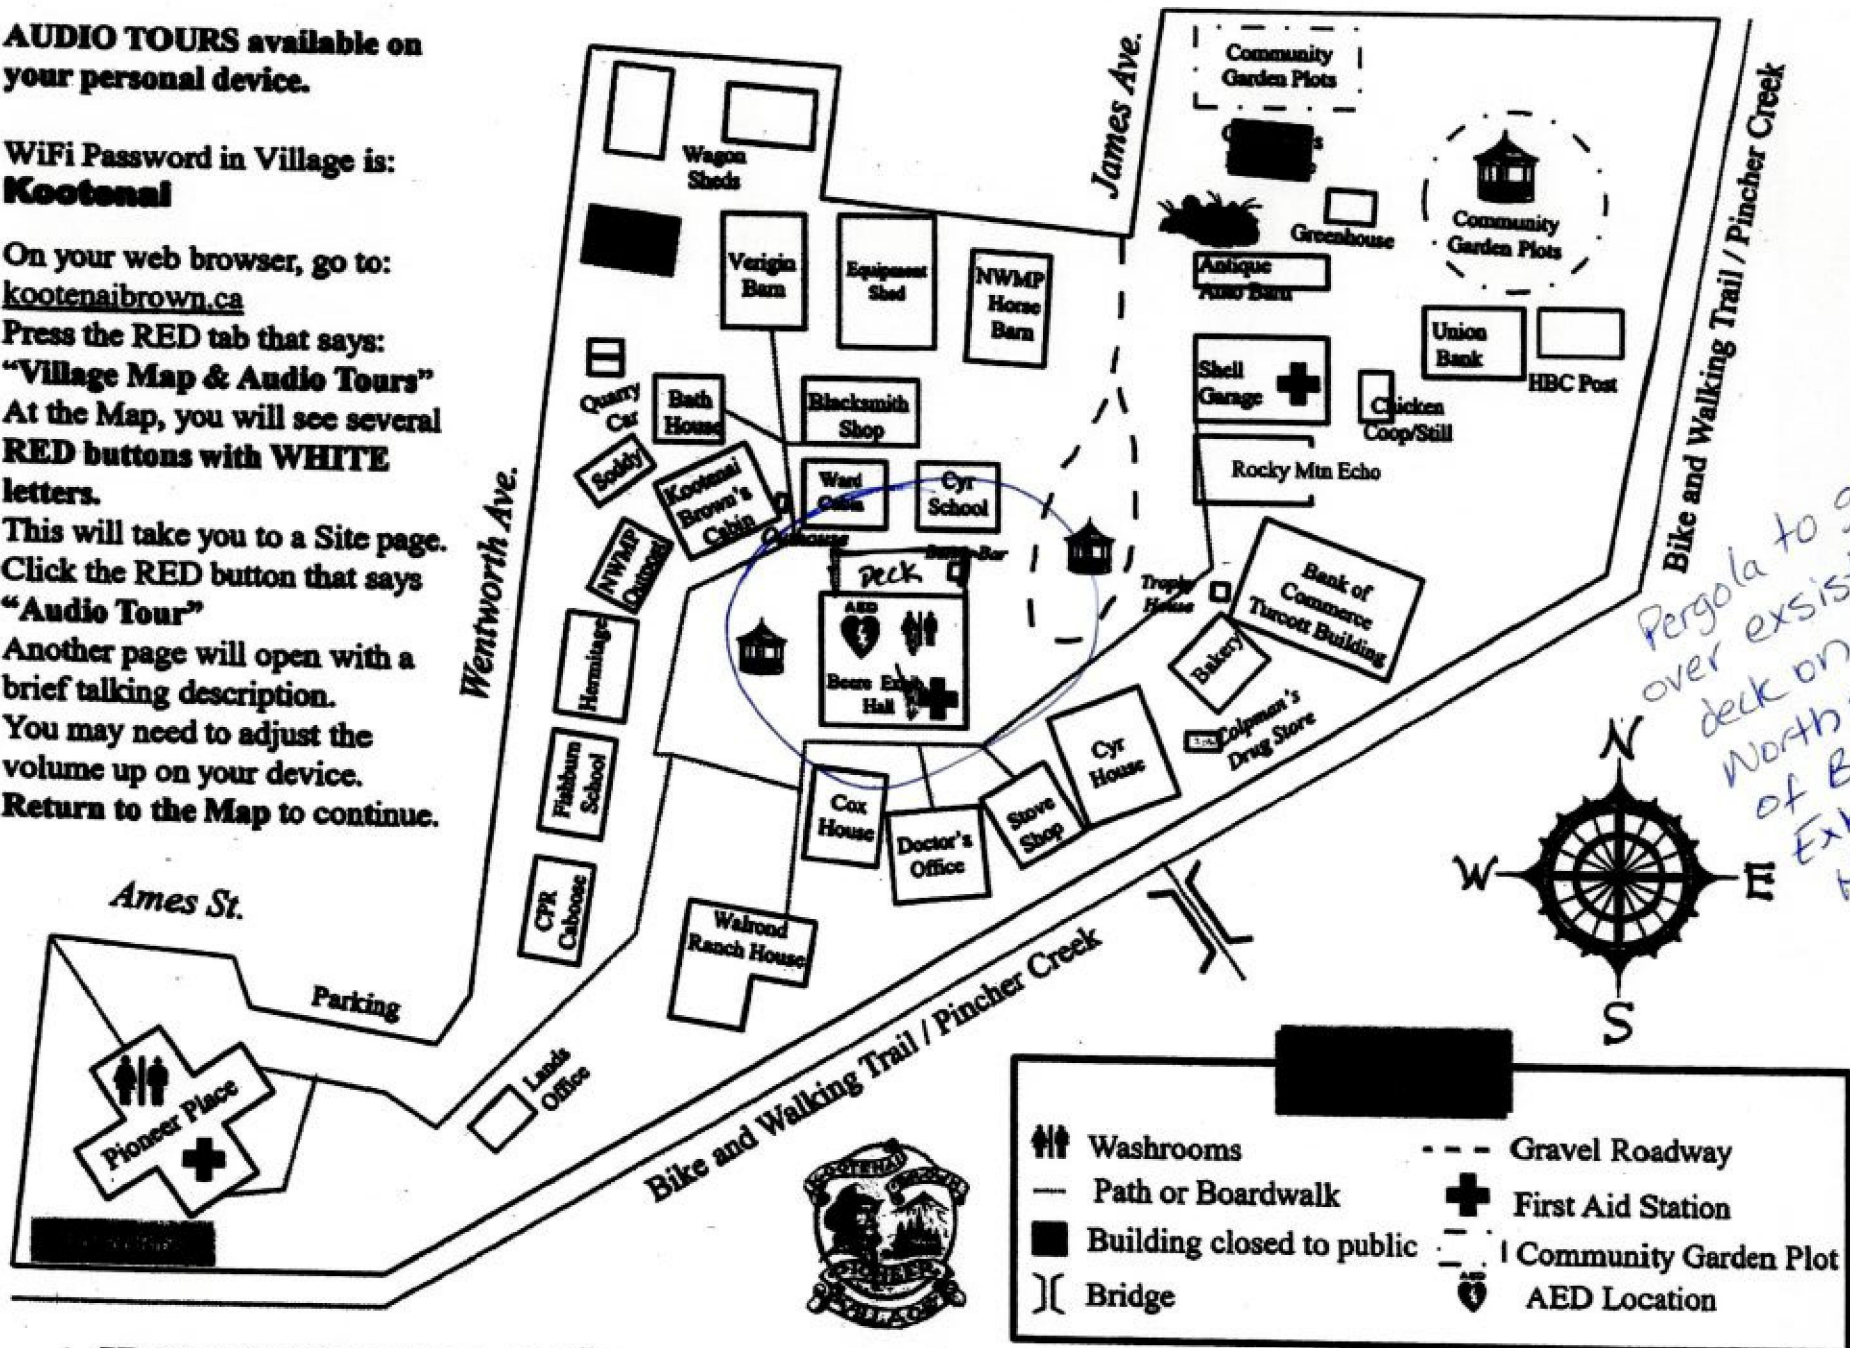 AUDIO TOURS available on
your personal device.
WiFi Password in Village is:
Kootenai
On your web browser, go to:
kootenaibrown.ca
Press the RED tab that says:
“Village Map & Audio Tours”
At the Map, you will see several
RED buttons with WHITE
letters.
This will take you to a Site page.
Click the RED button that says
“Audio Tour”
Another page will open with a
brief talking description.
You may need to adjust the
volume up on your device.
Return to the Map to continue.
Wagon
Sheds
James Ave.
Community
Garden Plots
Greenhouse
Community
Garden Plots
Bike and Walking Trail / Pincher Creek
Verigin
Barn
Equipment
Shed
NWMP
Horse
Barn
Antique
Auto Barn
Shell
Garage
Union
Bank
HBC Post
Chicken
Coop/Still
Rocky Mtn Echo
Quarry
Car
Bath
House
Blacksmith
Shop
Soddy
Kootenai
Brown's
Cabin
Ward
Cabin
Cyr
School
Wentworth Ave.
NWMP
Outpost
Outhouse
Deck
Trophy
House
Bank of
Commerce
Turcott Building
Hermitage
AED
Beere Exhib
Hall
Bakery
Colpman's
Drug Store
Pergola to
over exsis
deck on
North
of
Fishburn
School
Cox
House
Doctor's
Office
Stove
Shop
Cyr
House
CPR
Caboose
Walrond
Ranch House
N
W
E
S
Ames St.
Parking
Pioneer Place
Lands
Office
Bike and Walking Trail / Pincher Creek
KOOTENAI
BROWN
PIONEER
VILLAGE
Washrooms
Path or Boardwalk
Building closed to public
Bridge
Gravel Roadway
First Aid Station
Community Garden Plot
AED
AED Location